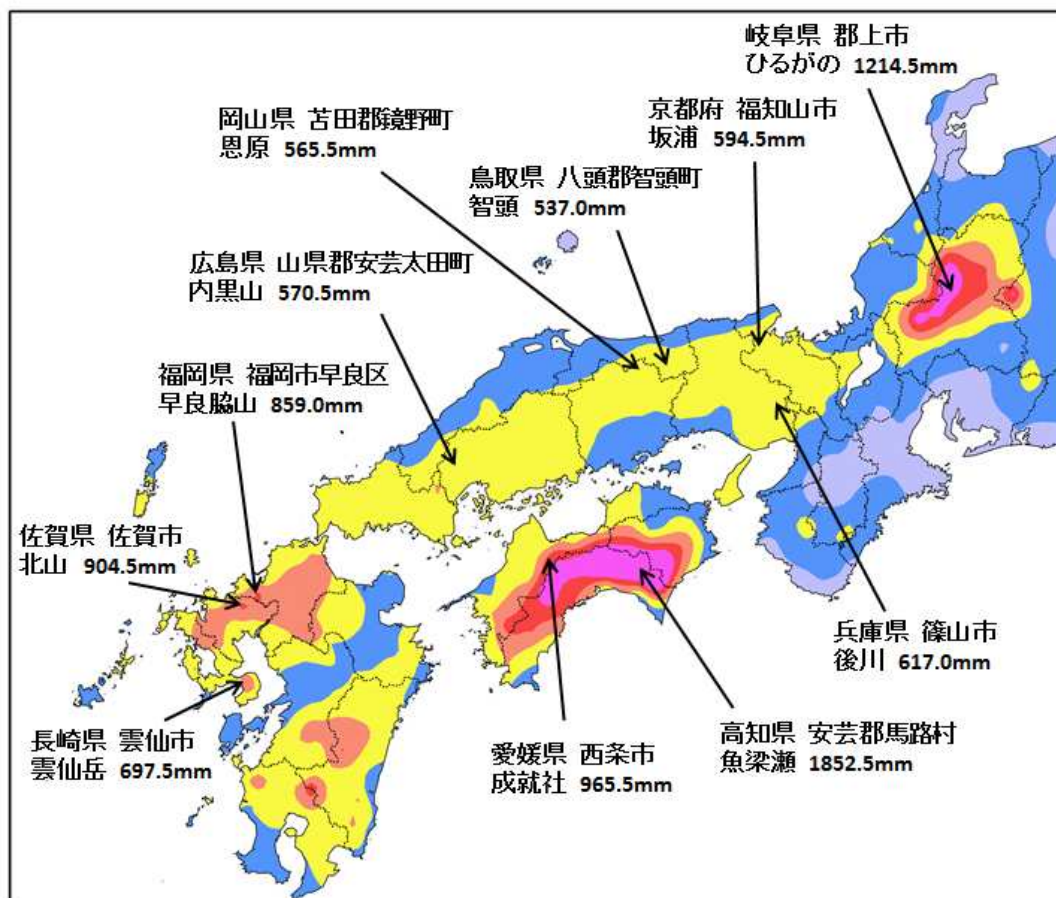 岐阜県 郡上市
ひるがの 1214.5mm
京都府 福知山市
坂浦 594.5mm
岡山県 苫田郡鏡野町
恩原 565.5mm
鳥取県 八頭郡智頭町
智頭 537.0mm
広島県 山県郡安芸太田町
内黒山 570.5mm
福岡県 福岡市早良区
早良脇山 859.0mm
佐賀県 佐賀市
北山 904.5mm
長崎県 雲仙市
雲仙岳 697.5mm
愛媛県 西条市
成就社 965.5mm
高知県 安芸郡馬路村
魚梁瀬 1852.5mm
兵庫県 篠山市
後川 617.0mm